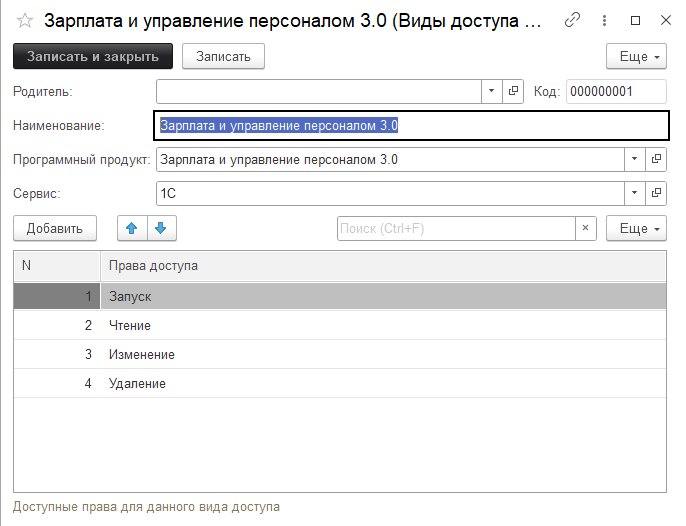 Зарплата и управление персоналом 3.0 (Виды доступа ...
Записать и закрыть Записать Еще
Родитель: Код: 000000001
Наименование: Зарплата и управление персоналом 3.0
Программный продукт: Зарплата и управление персоналом 3.0
Сервис: 1С
Добавить Поиск (Ctrl+F) × Еще
N Права доступа
1 Запуск
2 Чтение
3 Изменение
4 Удаление
Доступные права для данного вида доступа